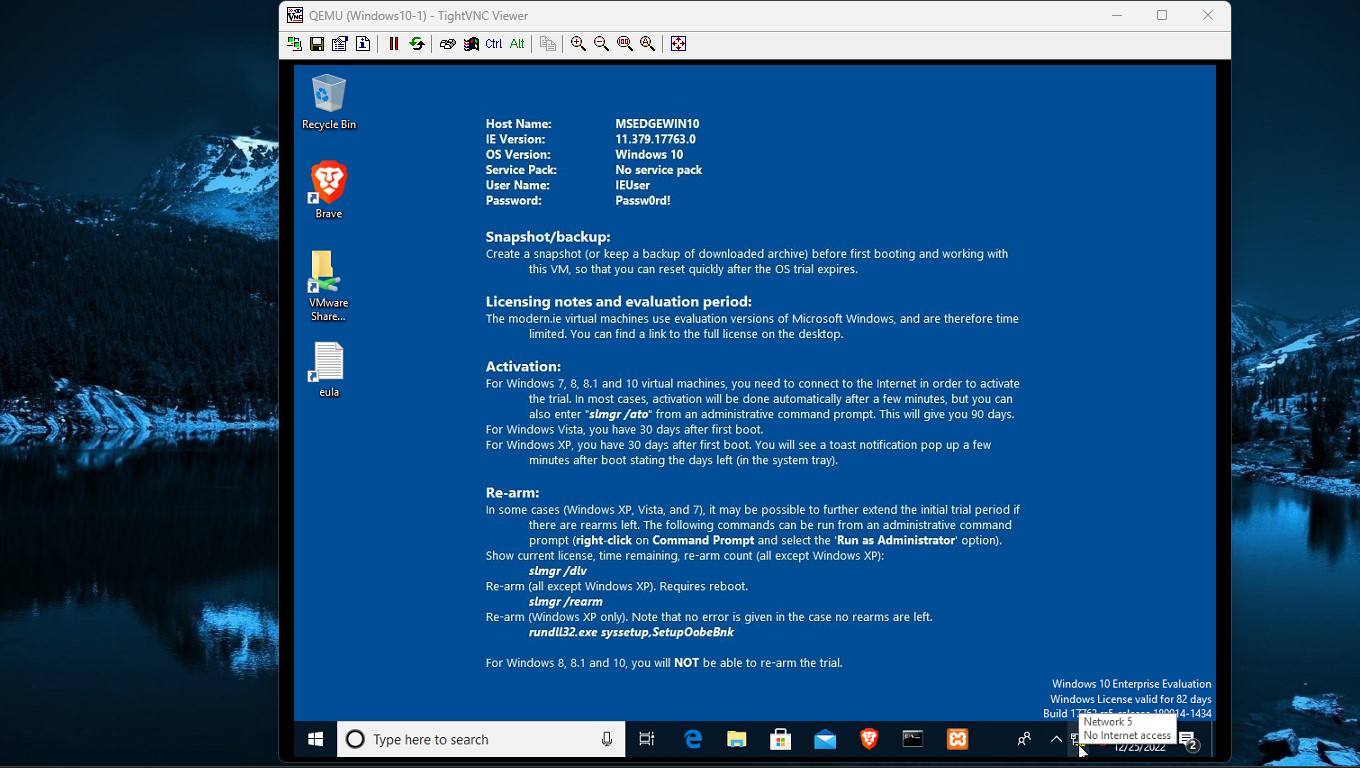 QEMU (Windows10-1) - TightVNC Viewer
Ctrl Alt
Recycle Bin
Brave
VMware
Share...
eula
Host Name: MSEDGEWIN10
IE Version: 11.379.17763.0
OS Version: Windows 10
Service Pack: No service pack
User Name: IEUser
Password: Passw0rd!
Snapshot/backup:
Create a snapshot (or keep a backup of downloaded archive) before first booting and working with
this VM, so that you can reset quickly after the OS trial expires.
Licensing notes and evaluation period:
The modern.ie virtual machines use evaluation versions of Microsoft Windows, and are therefore time
limited. You can find a link to the full license on the desktop.
Activation:
For Windows 7, 8, 8.1 and 10 virtual machines, you need to connect to the Internet in order to activate
the trial. In most cases, activation will be done automatically after a few minutes, but you can
also enter "slmgr /ato" from an administrative command prompt. This will give you 90 days.
For Windows Vista, you have 30 days after first boot.
For Windows XP, you have 30 days after first boot. You will see a toast notification pop up a few
minutes after boot stating the days left (in the system tray).
Re-arm:
In some cases (Windows XP, Vista, and 7), it may be possible to further extend the initial trial period if
there are rearms left. The following commands can be run from an administrative command
prompt (right-click on Command Prompt and select the 'Run as Administrator' option).
Show current license, time remaining, re-arm count (all except Windows XP):
slmgr /dlv
Re-arm (all except Windows XP). Requires reboot.
slmgr /rearm
Re-arm (Windows XP only). Note that no error is given in the case no rearms are left.
rundll32.exe syssetup,SetupOobeBnk
For Windows 8, 8.1 and 10, you will NOT be able to re-arm the trial.
Windows 10 Enterprise Evaluation
Windows License valid for 82 days
Build
Network 5
No Internet access
Type here to search
12/25/2022
2